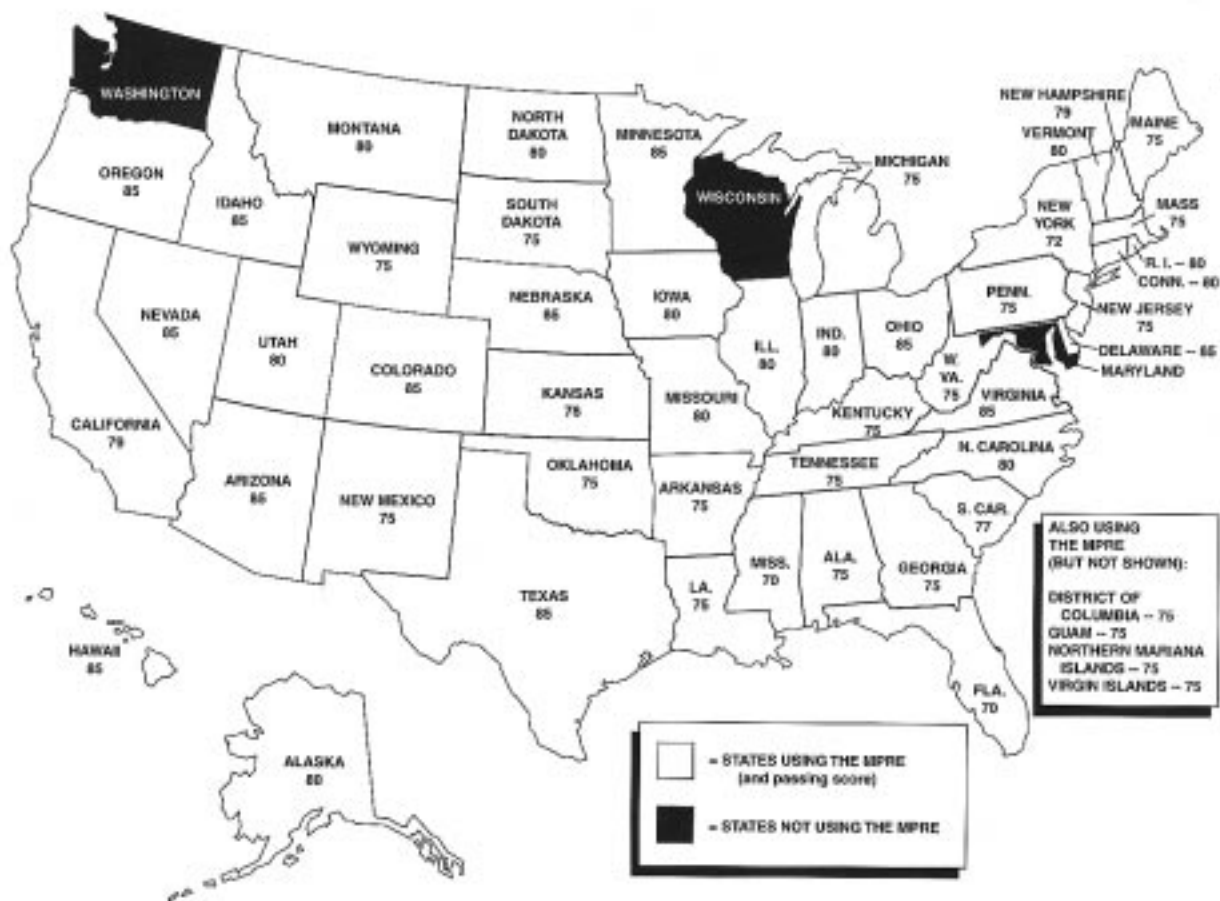 WASHINGTON
MONTANA
80
NORTH
DAKOTA
80
MINNESOTA
85
NEW HAMPSHIRE
79
VERMONT
80
MAINE
75
OREGON
85
IDAHO
85
WYOMING
75
SOUTH
DAKOTA
75
WISCONSIN
MICHIGAN
75
NEW
YORK
72
MASS
75
R. I. -- 80
CONN. -- 80
NEVADA
85
UTAH
80
COLORADO
85
NEBRASKA
IOWA
80
ILL.
80
IND.
80
OHIO
85
PENN.
75
NEW JERSEY
75
DELAWARE -- 85
MARYLAND
W.
VA.
75
VIRGINIA
85
CALIFORNIA
79
KANSAS
MISSOURI
80
KENTUCKY
75
ARIZONA
85
NEW MEXICO
75
OKLAHOMA
75
ARKANSAS
75
TENNESSEE
75
N. CAROLINA
80
S. CAR.
77
TEXAS
85
LA.
75
MISS.
70
ALA.
75
GEORGIA
75
FLA.
70
HAWAII
85
ALASKA
80
ALSO USING
THE MPRE
(BUT NOT SHOWN):
DISTRICT OF
COLUMBIA -- 75
GUAM -- 75
NORTHERN MARIANA
ISLANDS -- 75
VIRGIN ISLANDS -- 75
= STATES USING THE MPRE
(and passing score)
= STATES NOT USING THE MPRE